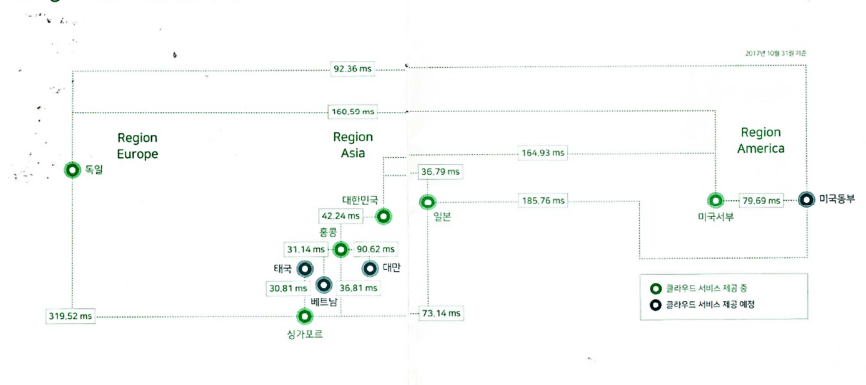 2017년 10월 31일 기준
92.36 ms
160.59 ms
Region
Europe
Region
Asia
Region
America
164.93 ms
독일
36.79 ms
대한민국
185.76 ms
79.69 ms
미국동부
42.24 ms
일본
미국서부
홍콩
31.14 ms
90.62 ms
태국
대만
30.81 ms
36.81 ms
클라우드 서비스 제공 중
베트남
클라우드 서비스 제공 예정
319.52 ms
73.14 ms
싱가포르